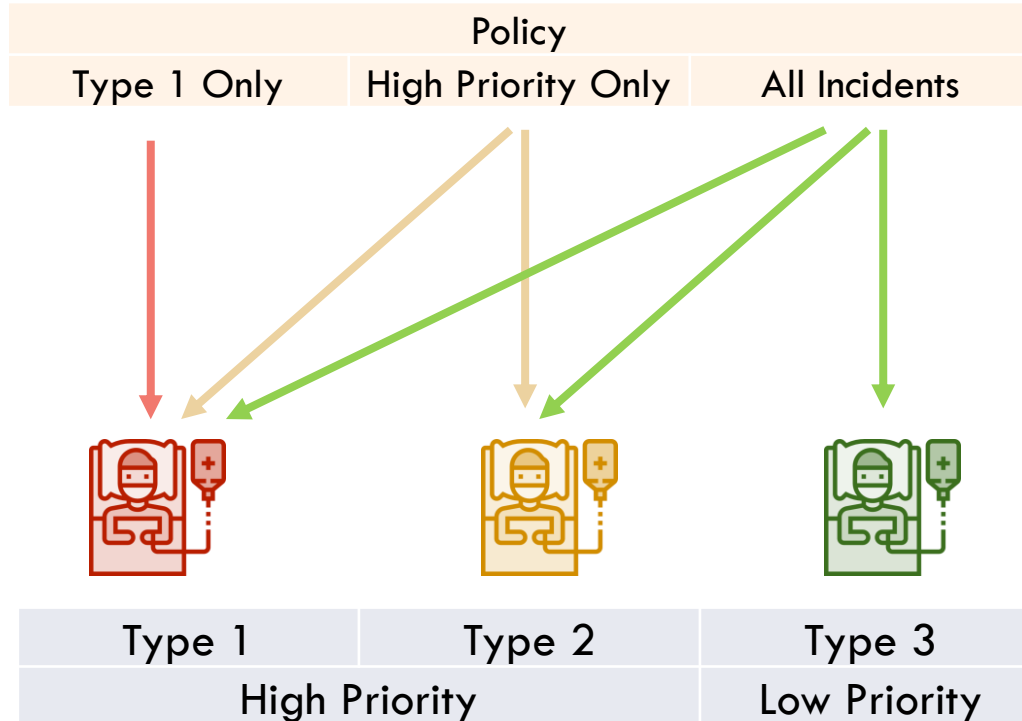 Policy
Type 1 Only High Priority Only All Incidents
Type 1 Type 2 Type 3
High Priority Low Priority